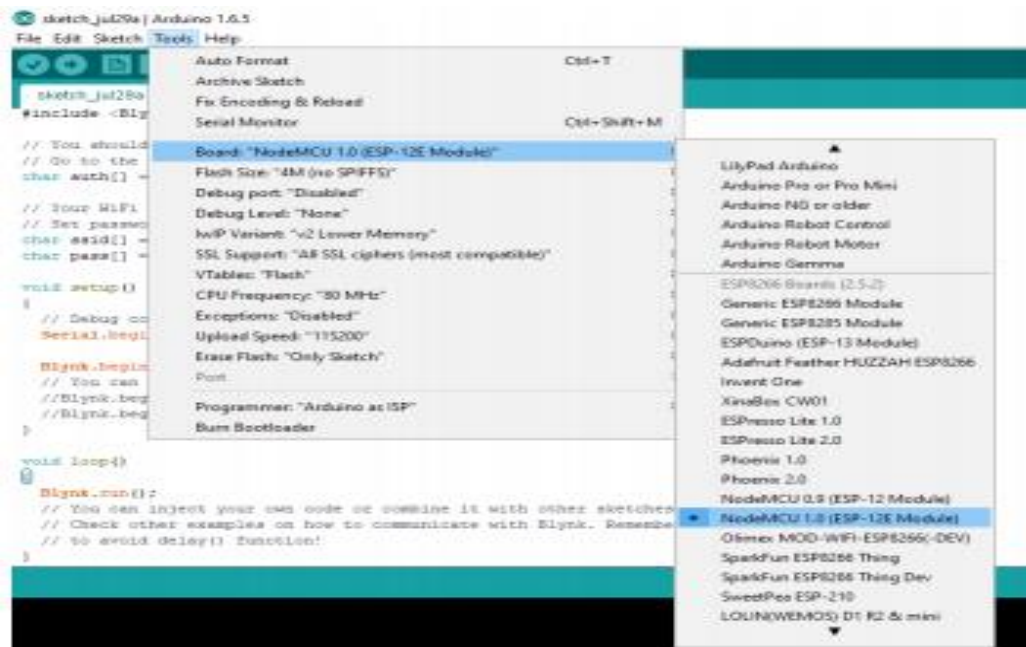 sketch_jul29a | Arduino 1.6.5
File Edit Sketch Tools Help
sketch_jul29a
#include <Bly
// You should
// Go to the
char auth[] =
// Your WiFi
// Set passwo
char ssid[] =
char pass[] =
void setup()
{
// Debug co
Serial.begi
Blynk.begin
// You can
//Blynk.beg
//Blynk.beg
}
void loop()
{
Blynk.run();
// You can inject your own code or combine it with other sketches
// Check other examples on how to communicate with Blynk. Remembe
// to avoid delay() function!
}
Auto Format Ctrl+T
Archive Sketch
Fix Encoding & Reload
Serial Monitor Ctrl+Shift+M
Board: "NodeMCU 1.0 (ESP-12E Module)"
Flash Size: "4M (no SPIFFS)"
Debug port: "Disabled"
Debug Level: "None"
lwIP Variant: "v2 Lower Memory"
SSL Support: "All SSL ciphers (most compatible)"
VTables: "Flash"
CPU Frequency: "80 MHz"
Exceptions: "Disabled"
Upload Speed: "115200"
Erase Flash: "Only Sketch"
Port
Programmer: "Arduino as ISP"
Burn Bootloader
LilyPad Arduino
Arduino Pro or Pro Mini
Arduino NG or older
Arduino Robot Control
Arduino Robot Motor
Arduino Gemma
ESP8266 Boards (2.5.2)
Generic ESP8266 Module
Generic ESP8285 Module
ESPDuino (ESP-13 Module)
Adafruit Feather HUZZAH ESP8266
Invent One
XinaBox CW01
ESPresso Lite 1.0
ESPresso Lite 2.0
Phoenix 1.0
Phoenix 2.0
NodeMCU 0.9 (ESP-12 Module)
NodeMCU 1.0 (ESP-12E Module)
Olimex MOD-WIFI-ESP8266(-DEV)
SparkFun ESP8266 Thing
SparkFun ESP8266 Thing Dev
SweetPea ESP-210
LOLIN(WEMOS) D1 R2 & mini